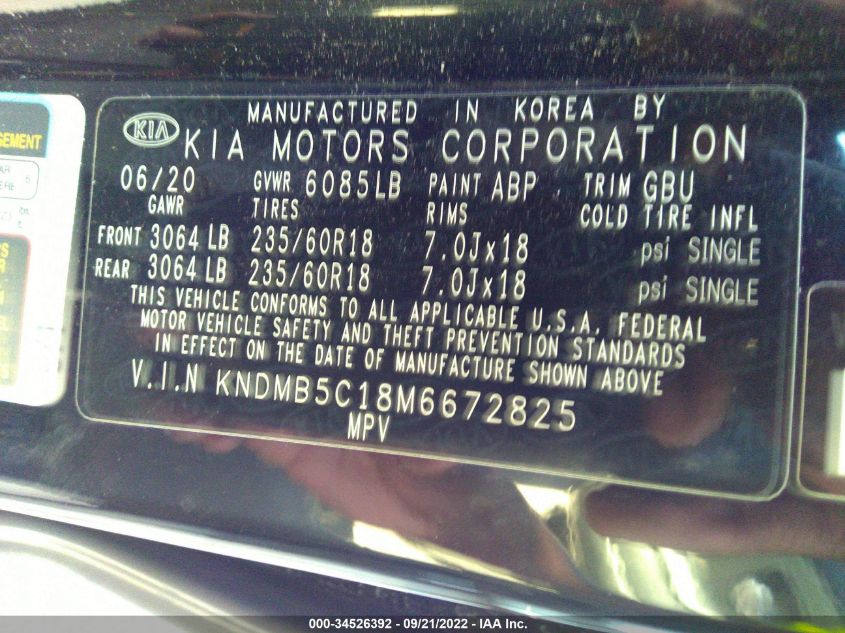 MANUFACTURED IN KOREA BY
KIA KIA MOTORS CORPORATION
06/20 GVWR 6085LB PAINT ABP TRIM GBU
GAWR TIRES RIMS COLD TIRE INFL
FRONT 3064 LB 235/60R18 7.0Jx18 psi SINGLE
REAR 3064 LB 235/60R18 7.0Jx18 psi SINGLE
THIS VEHICLE CONFORMS TO ALL APPLICABLE U.S.A. FEDERAL
MOTOR VEHICLE SAFETY AND THEFT PREVENTION STANDARDS
IN EFFECT ON THE DATE OF MANUFACTURE SHOWN ABOVE
V.I.N KNDMB5C18M6672825
MPV
000-34526392 - 09/21/2022 - IAA Inc.